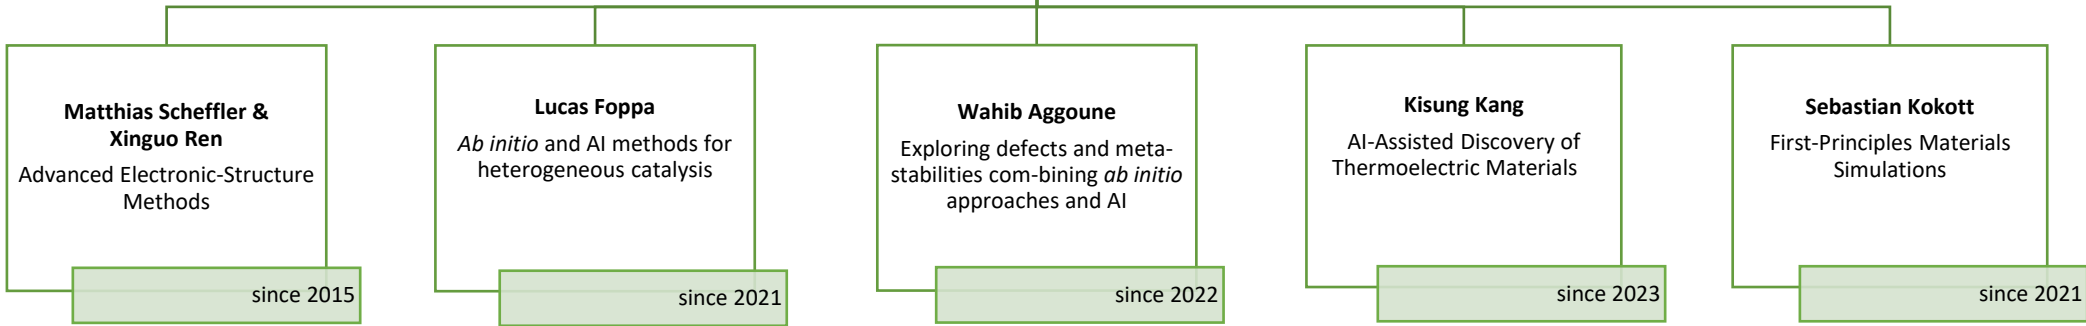 Matthias Scheffler &
Xinguo Ren
Advanced Electronic-Structure
Methods
since 2015
Lucas Foppa
Ab initio and AI methods for
heterogeneous catalysis
since 2021
Wahib Aggoune
Exploring defects and meta-
stabilities com-bining ab initio
approaches and AI
since 2022
Kisung Kang
AI-Assisted Discovery of
Thermoelectric Materials
since 2023
Sebastian Kokott
First-Principles Materials
Simulations
since 2021